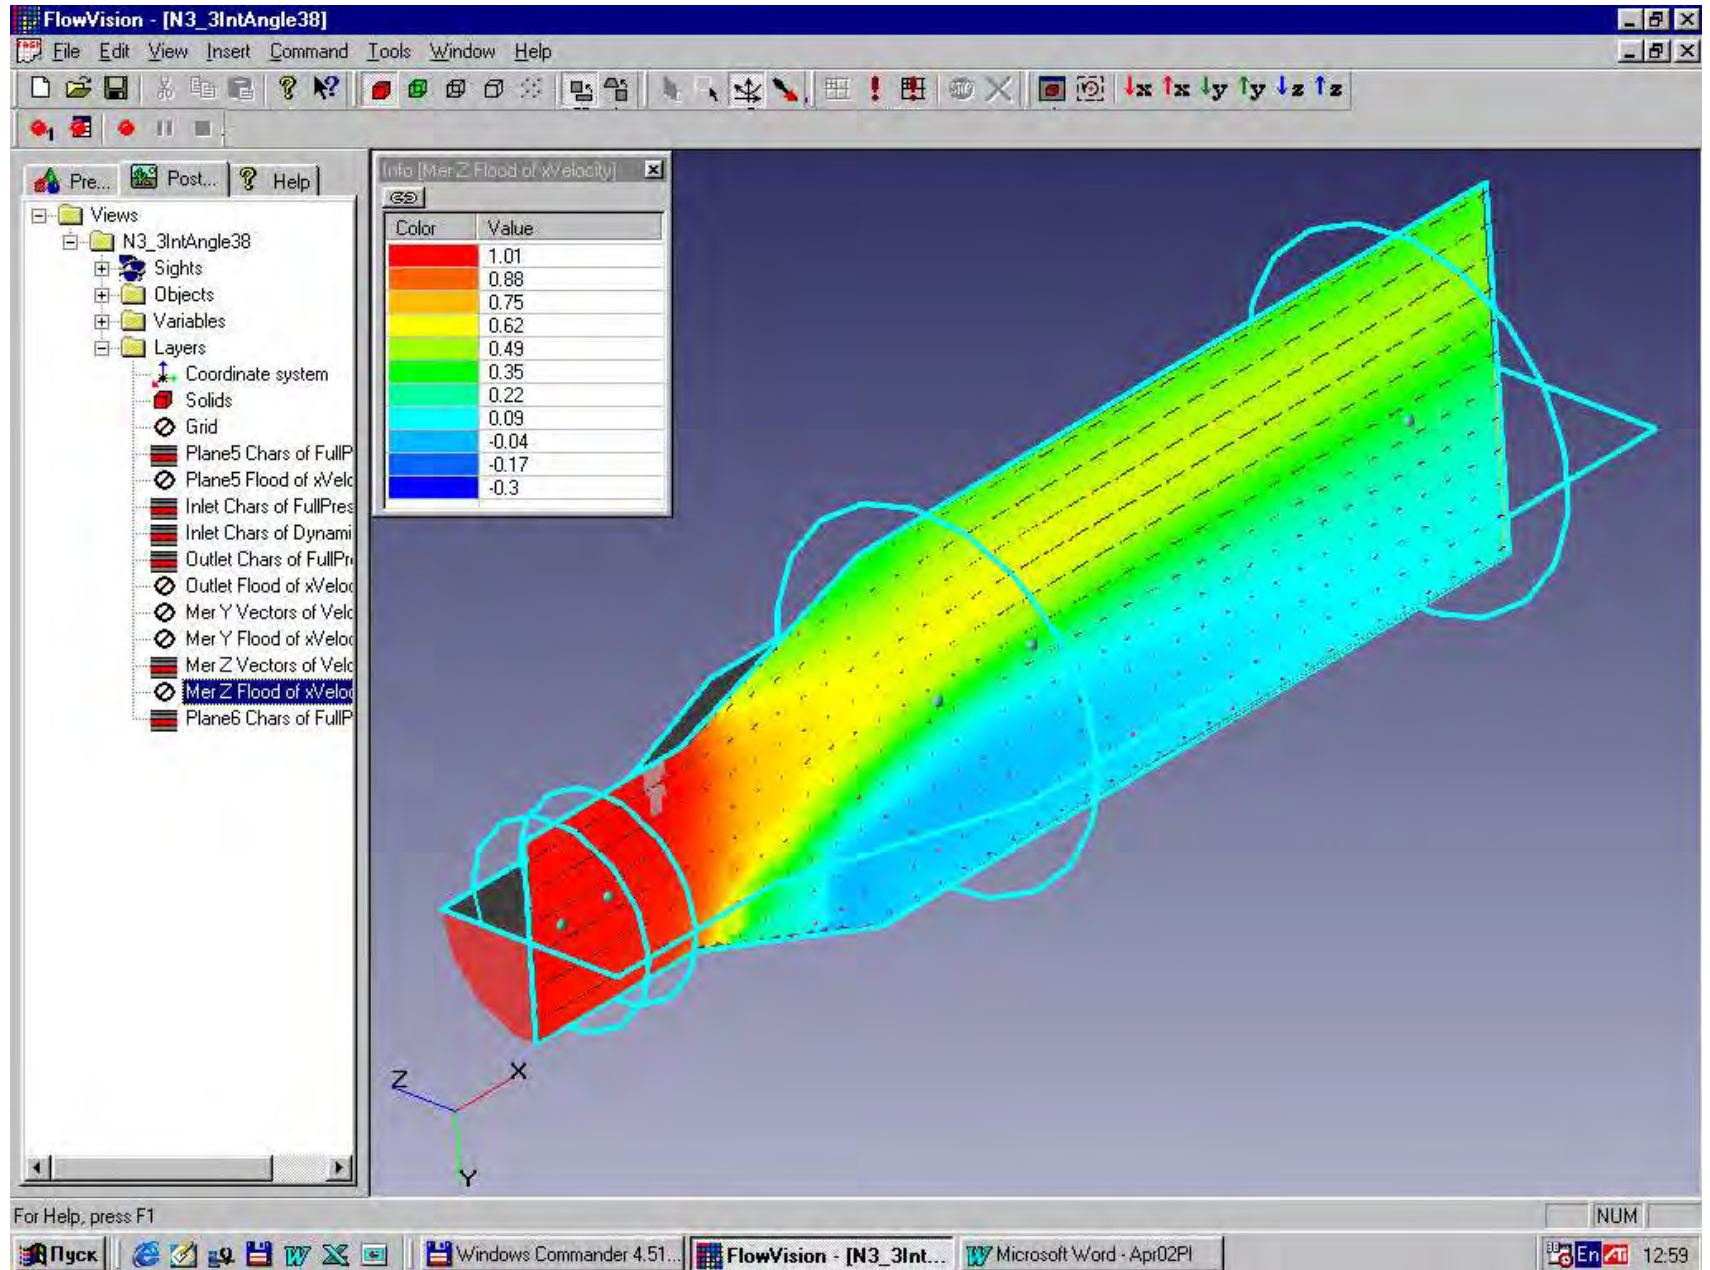 FlowVision - [N3_3IntAngle38]
File Edit View Insert Command Tools Window Help
x x y y z z
Pre... Post... Help
Info [Mer Z Flood of xVelocity]
Views
N3_3IntAngle38
Sights
Objects
Variables
Layers
Coordinate system
Solids
Grid
Plane5 Chars of FullP
Plane5 Flood of xVelo
Inlet Chars of FullPres
Inlet Chars of Dynami
Outlet Chars of FullPr
Outlet Flood of xVeloc
Mer Y Vectors of Velc
Mer Y Flood of xVeloc
Mer Z Vectors of Velc
Mer Z Flood of xVeloc
Plane6 Chars of FullP
Color Value
1.01
0.88
0.75
0.62
0.49
0.35
0.22
0.09
-0.04
-0.17
-0.3
Z X
Y
For Help, press F1
NUM
Пуск
Windows Commander 4.51...
FlowVision - [N3_3Int...
Microsoft Word - Apr02Pl
En
12:59